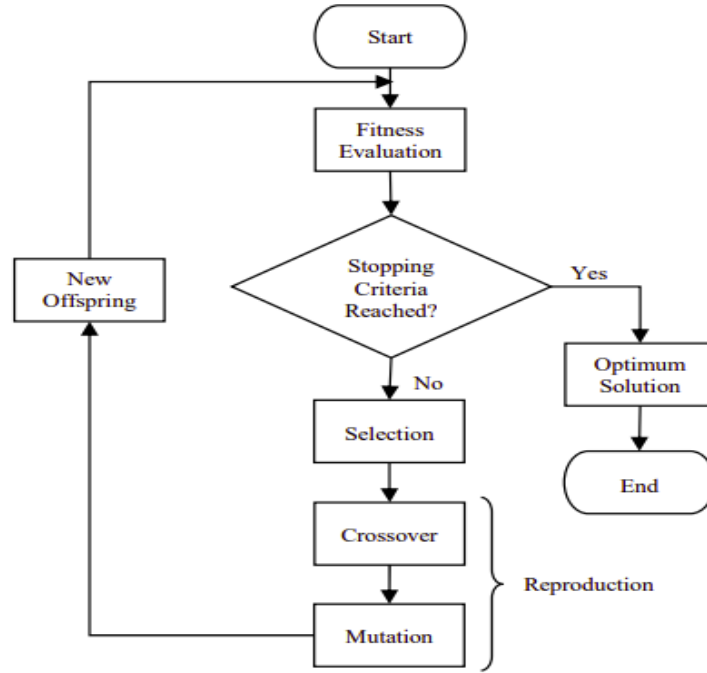 Start
Fitness
Evaluation
New
Offspring
Stopping
Criteria
Reached?
Yes
Optimum
Solution
No
Selection
End
Crossover
Reproduction
Mutation